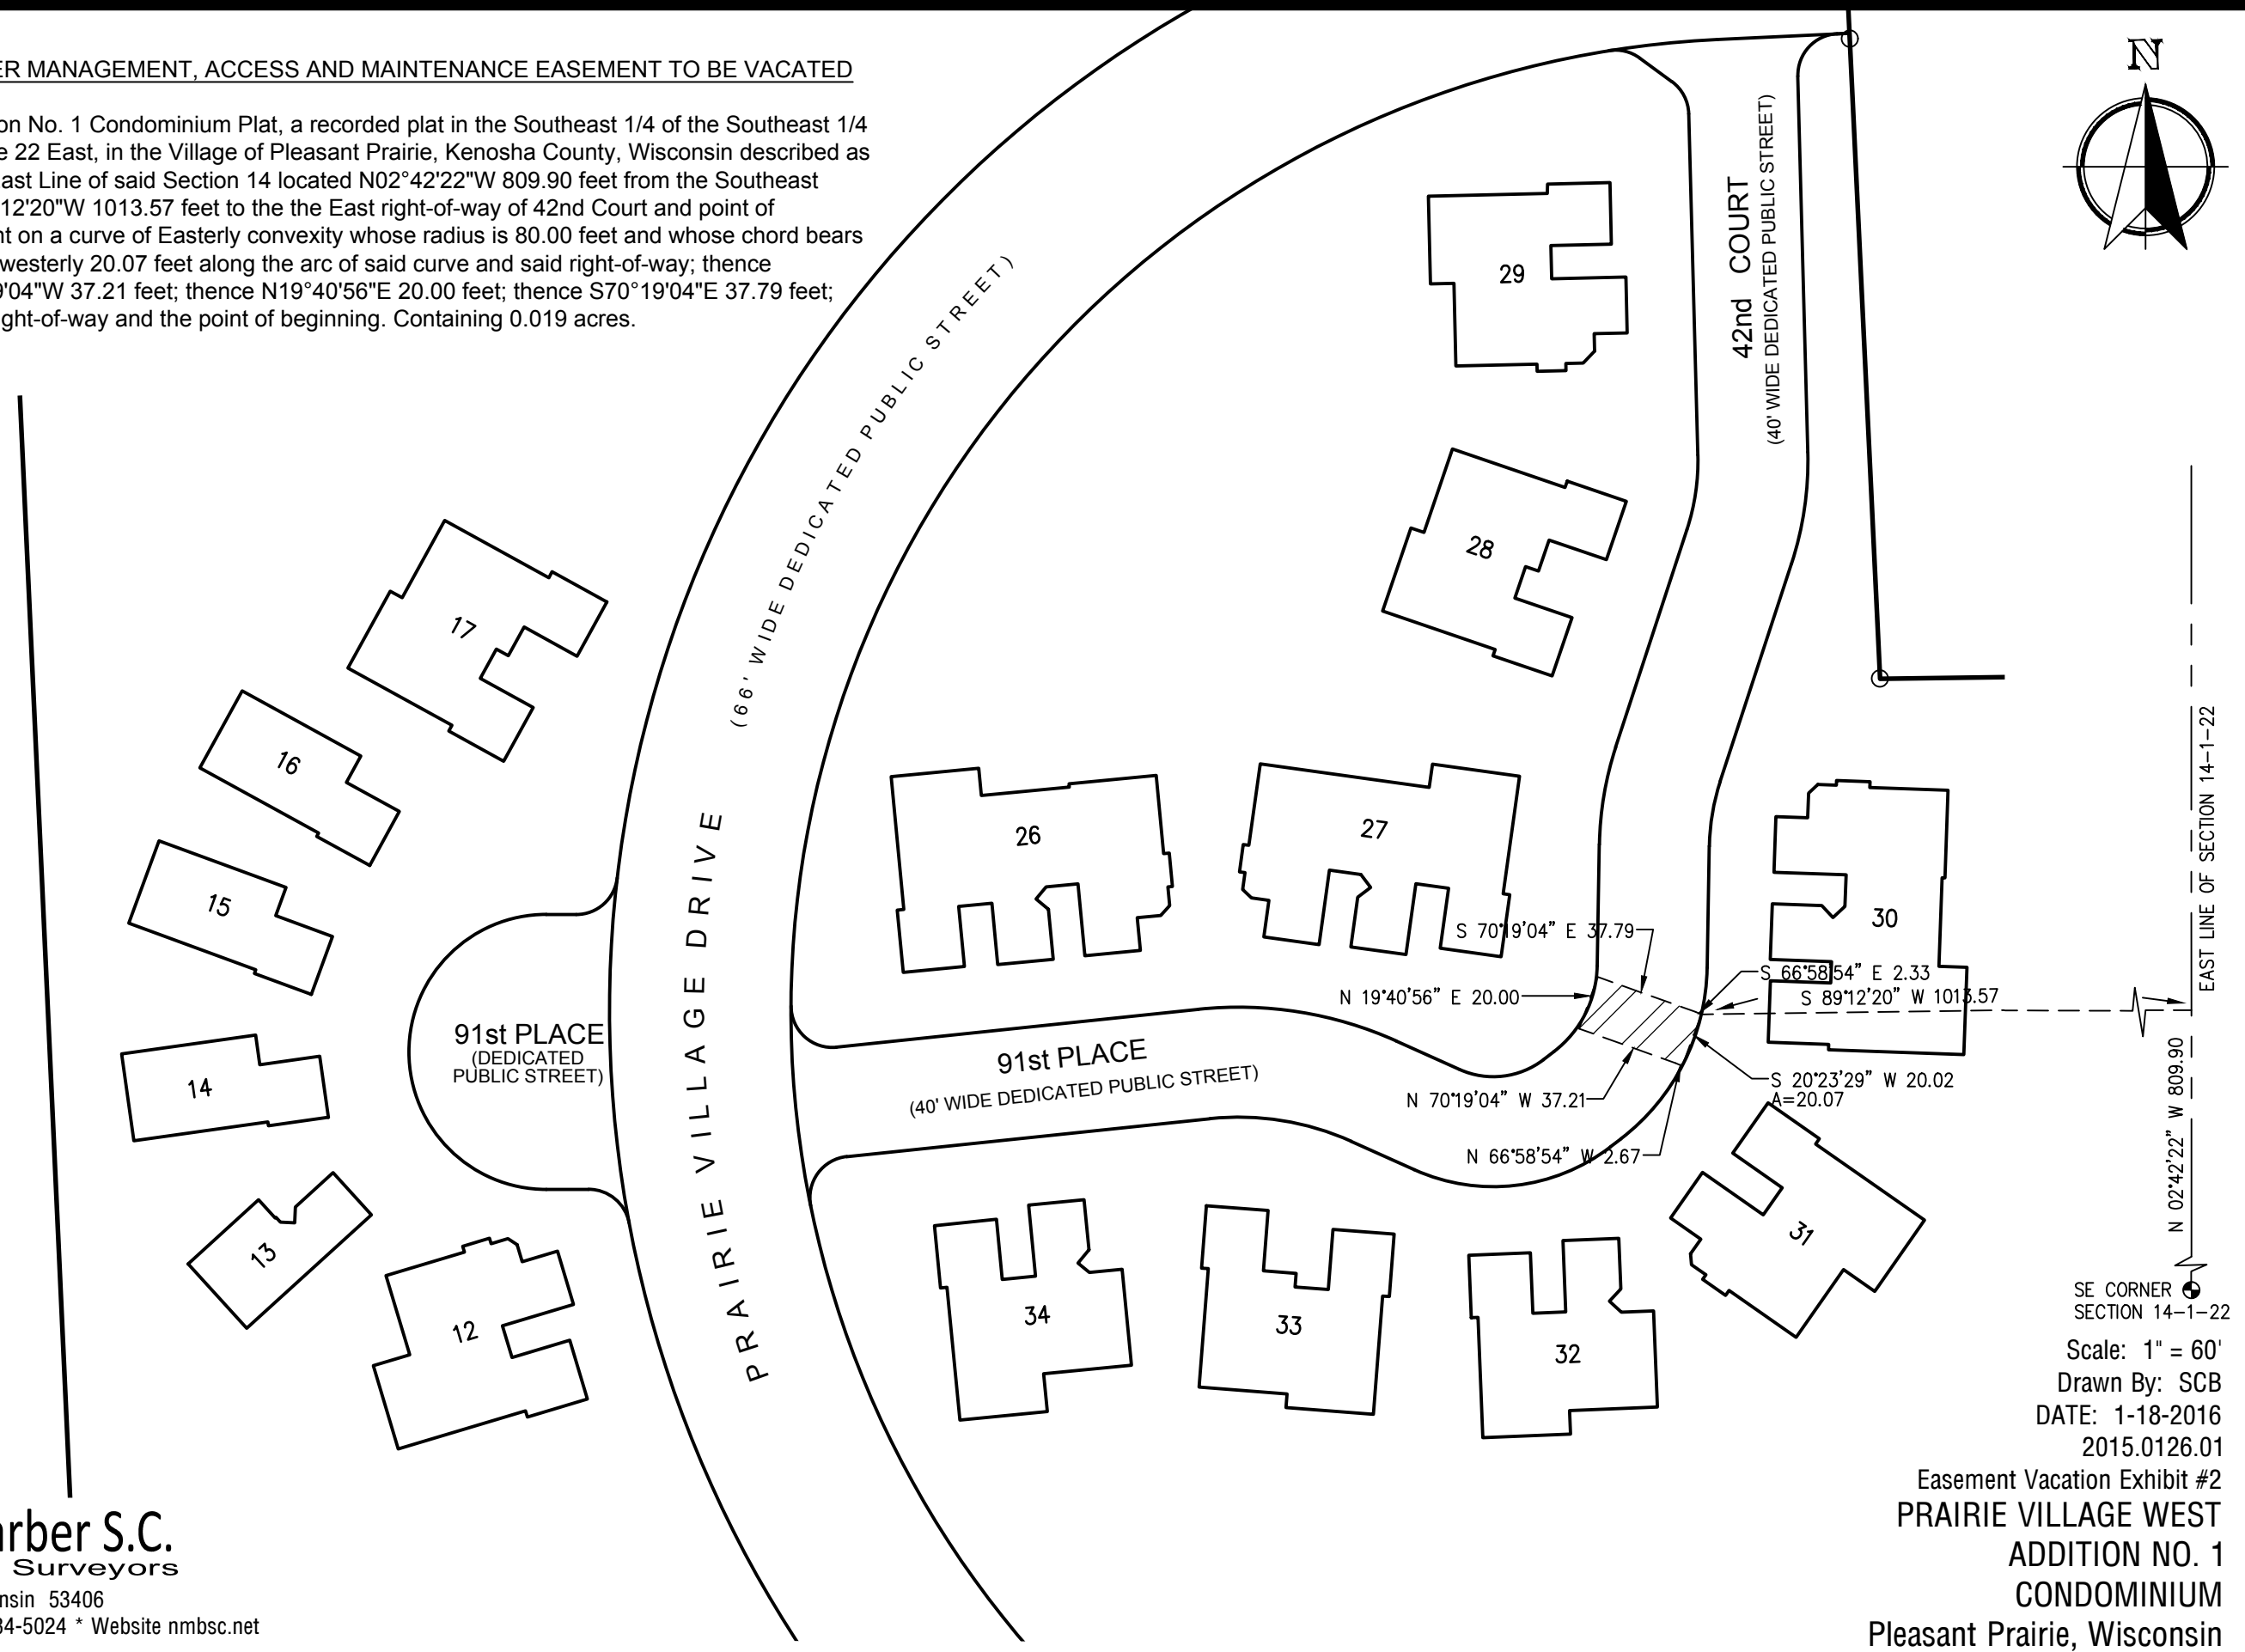 ER MANAGEMENT, ACCESS AND MAINTENANCE EASEMENT TO BE VACATED
on No. 1 Condominium Plat, a recorded plat in the Southeast 1/4 of the Southeast 1/4
e 22 East, in the Village of Pleasant Prairie, Kenosha County, Wisconsin described as
ast Line of said Section 14 located N02°42'22"W 809.90 feet from the Southeast
12'20"W 1013.57 feet to the the East right-of-way of 42nd Court and point of
nt on a curve of Easterly convexity whose radius is 80.00 feet and whose chord bears
westerly 20.07 feet along the arc of said curve and said right-of-way; thence
9'04"W 37.21 feet; thence N19°40'56"E 20.00 feet; thence S70°19'04"E 37.79 feet;
ight-of-way and the point of beginning. Containing 0.019 acres.
N
42nd COURT
(40' WIDE DEDICATED PUBLIC STREET)
29
28
(66' WIDE DEDICATED PUBLIC STREET)
PRAIRIE VILLAGE DRIVE
17
16
15
14
13
12
26
27
30
31
32
33
34
91st PLACE
(DEDICATED
PUBLIC STREET)
91st PLACE
(40' WIDE DEDICATED PUBLIC STREET)
S 70°19'04" E 37.79
N 19°40'56" E 20.00
S 66°58'54" E 2.33
S 89°12'20" W 1013.57
S 20°23'29" W 20.02
A=20.07
N 70°19'04" W 37.21
N 66°58'54" W 2.67
EAST LINE OF SECTION 14-1-22
N 02°42'22" W 809.90
SE CORNER
SECTION 14-1-22
Scale: 1" = 60'
Drawn By: SCB
DATE: 1-18-2016
2015.0126.01
Easement Vacation Exhibit #2
PRAIRIE VILLAGE WEST
ADDITION NO. 1
CONDOMINIUM
Pleasant Prairie, Wisconsin
arber S.C.
Surveyors
nsin 53406
34-5024 * Website nmbsc.net